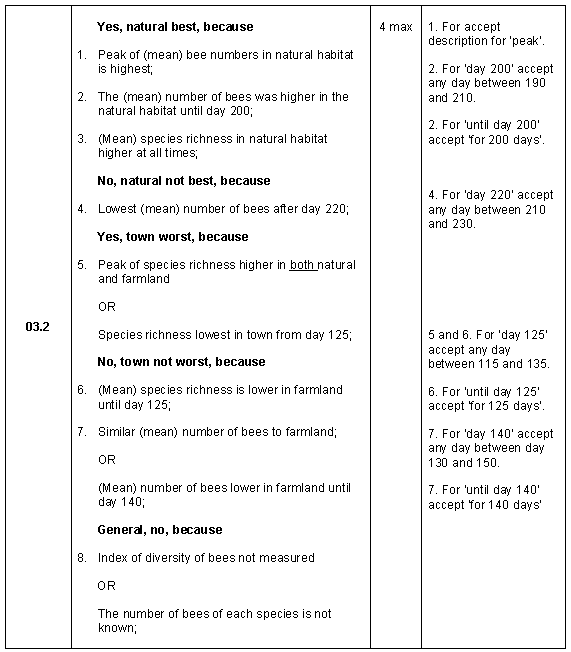 03.2
Yes, natural best, because
1. Peak of (mean) bee numbers in natural habitat
is highest;
2. The (mean) number of bees was higher in the
natural habitat until day 200;
3. (Mean) species richness in natural habitat
higher at all times;
No, natural not best, because
4. Lowest (mean) number of bees after day 220;
Yes, town worst, because
5. Peak of species richness higher in both natural
and farmland
OR
Species richness lowest in town from day 125;
No, town not worst, because
6. (Mean) species richness is lower in farmland
until day 125;
7. Similar (mean) number of bees to farmland;
OR
(Mean) number of bees lower in farmland until
day 140;
General, no, because
8. Index of diversity of bees not measured
OR
The number of bees of each species is not
known;
4 max
1. For accept
description for 'peak'.
2. For 'day 200' accept
any day between 190
and 210.
2. For 'until day 200'
accept 'for 200 days'.
4. For 'day 220' accept
any day between 210
and 230.
5 and 6. For 'day 125'
accept any day
between 115 and 135.
6. For 'until day 125'
accept 'for 125 days'.
7. For 'day 140' accept
any day between day
130 and 150.
7. For 'until day 140'
accept 'for 140 days'